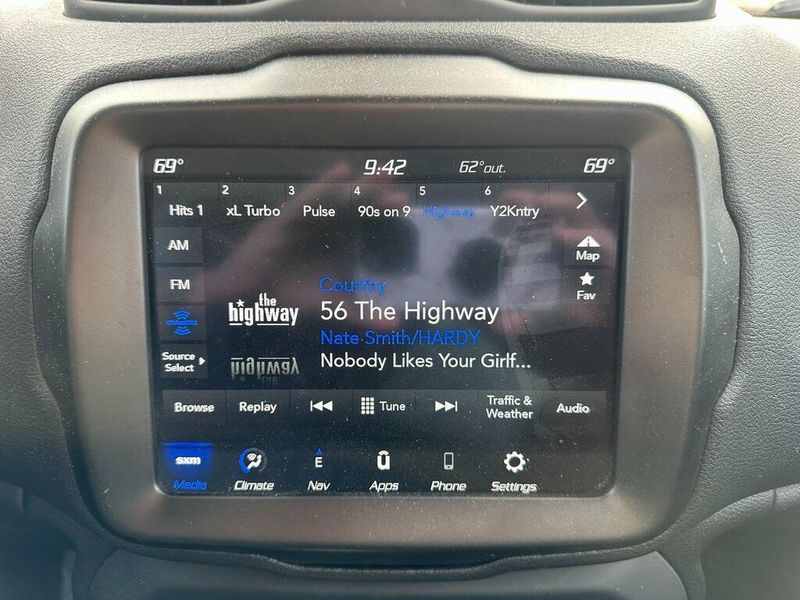 69° 9:42 62°out. 69°
1 2 3 4 5 6
Hits 1 xL Turbo Pulse 90s on 9 Highway Y2Kntry
AM
Map
FM
Fav
Country
the
highway
56 The Highway
Nate Smith/HARDY
Nobody Likes Your Girlf...
Source
Select
Browse Replay Tune Traffic &
Weather Audio
sxm E û
Media Climate Nav Apps Phone Settings